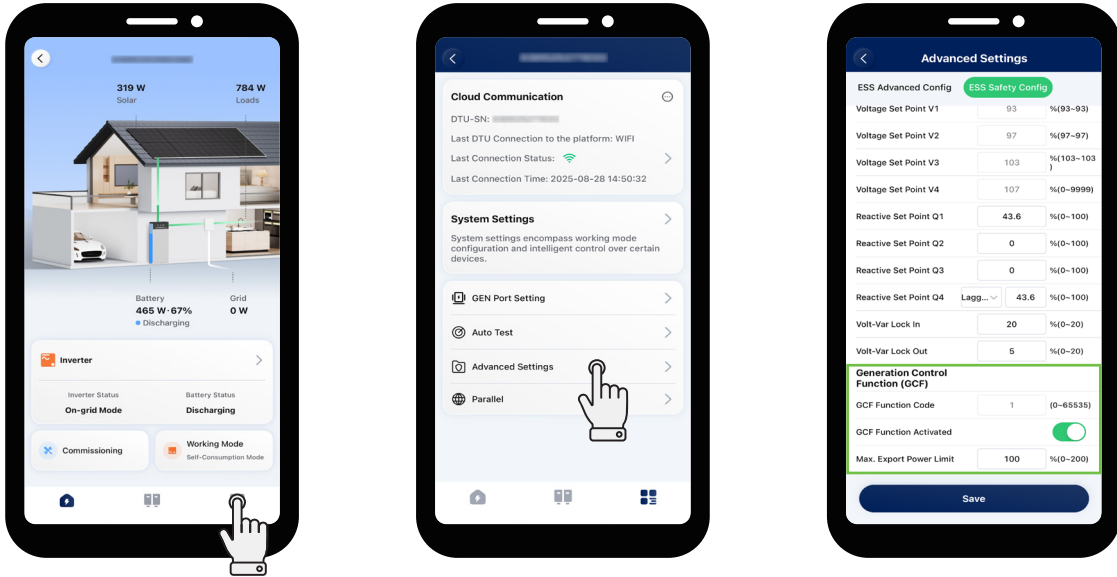 319 W
Solar
784 W
Loads
Battery
465 W·67%
Discharging
Grid
0 W
Inverter
Inverter Status
On-grid Mode
Battery Status
Discharging
Commissioning
Working Mode
Self-Consumption Mode
Cloud Communication
DTU-SN:
Last DTU Connection to the platform: WIFI
Last Connection Status:
Last Connection Time: 2025-08-28 14:50:32
System Settings
System settings encompass working mode
configuration and intelligent control over certain
devices.
GEN Port Setting
Auto Test
Advanced Settings
Parallel
Advanced Settings
ESS Advanced Config ESS Safety Config
Voltage Set Point V1 93 %(93~93)
Voltage Set Point V2 97 %(97~97)
Voltage Set Point V3 103 %(103~103
)
Voltage Set Point V4 107 %(0~9999)
Reactive Set Point Q1 43.6 %(0~100)
Reactive Set Point Q2 0 %(0~100)
Reactive Set Point Q3 0 %(0~100)
Reactive Set Point Q4 Lagg... 43.6 %(0~100)
Volt-Var Lock In 20 %(0~20)
Volt-Var Lock Out 5 %(0~20)
Generation Control
Function (GCF)
GCF Function Code 1 (0~65535)
GCF Function Activated
Max. Export Power Limit 100 %(0~200)
Save